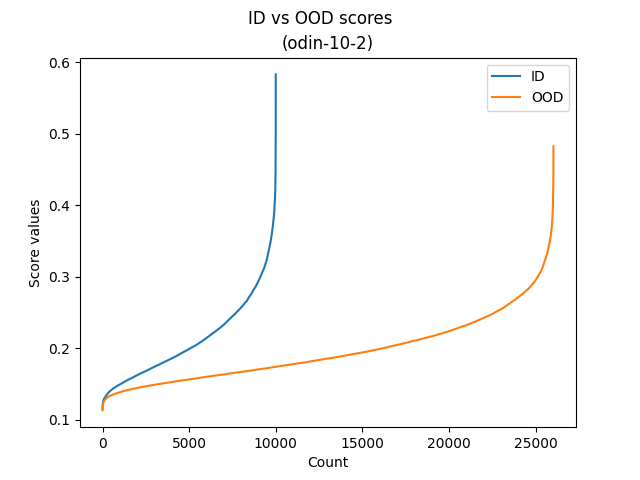 ID vs OOD scores
(odin-10-2)
ID
OOD
Score values
0.6
0.5
0.4
0.3
0.2
0.1
0
5000
10000
15000
20000
25000
Count